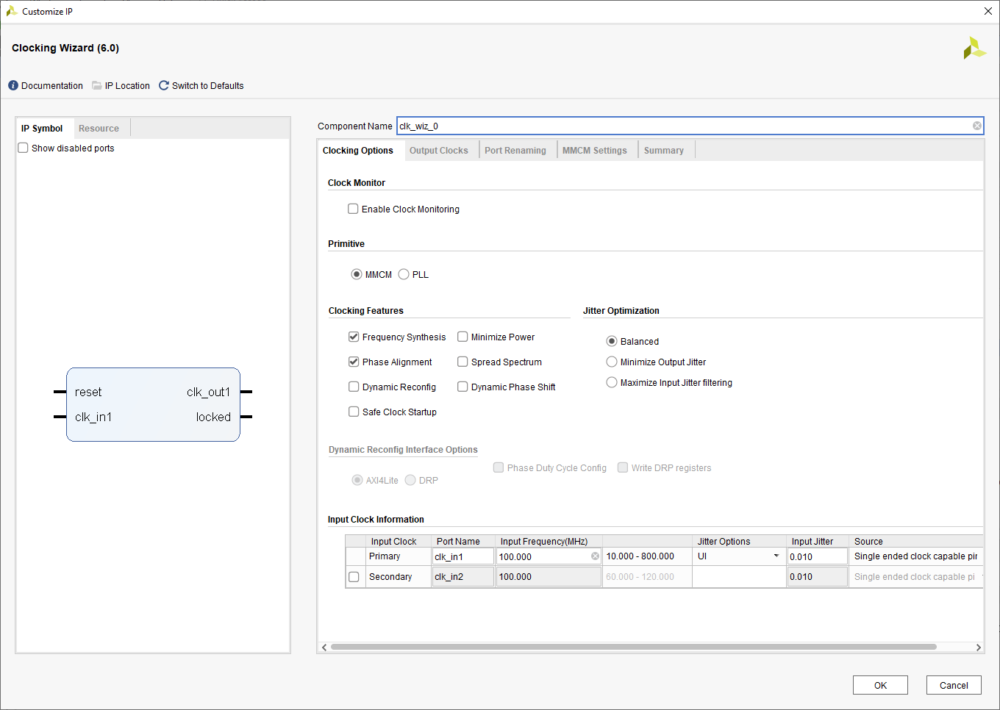 Customize IP
Clocking Wizard (6.0)
Documentation IP Location Switch to Defaults
IP Symbol Resource
Show disabled ports
reset clk_out1
clk_in1 locked
Component Name clk_wiz_0
Clocking Options Output Clocks Port Renaming MMCM Settings Summary
Clock Monitor
Enable Clock Monitoring
Primitive
MMCM PLL
Clocking Features
Frequency Synthesis Minimize Power
Phase Alignment Spread Spectrum
Dynamic Reconfig Dynamic Phase Shift
Safe Clock Startup
Jitter Optimization
Balanced
Minimize Output Jitter
Maximize Input Jitter filtering
Dynamic Reconfig Interface Options
AXI4Lite DRP
Phase Duty Cycle Config Write DRP registers
Input Clock Information
Input Clock Port Name Input Frequency(MHz) Jitter Options Input Jitter Source
Primary clk_in1 100.000 10.000 - 800.000 UI 0.010 Single ended clock capable pir
Secondary clk_in2 100.000 60.000 - 120.000 0.010 Single ended clock capable pi
OK Cancel